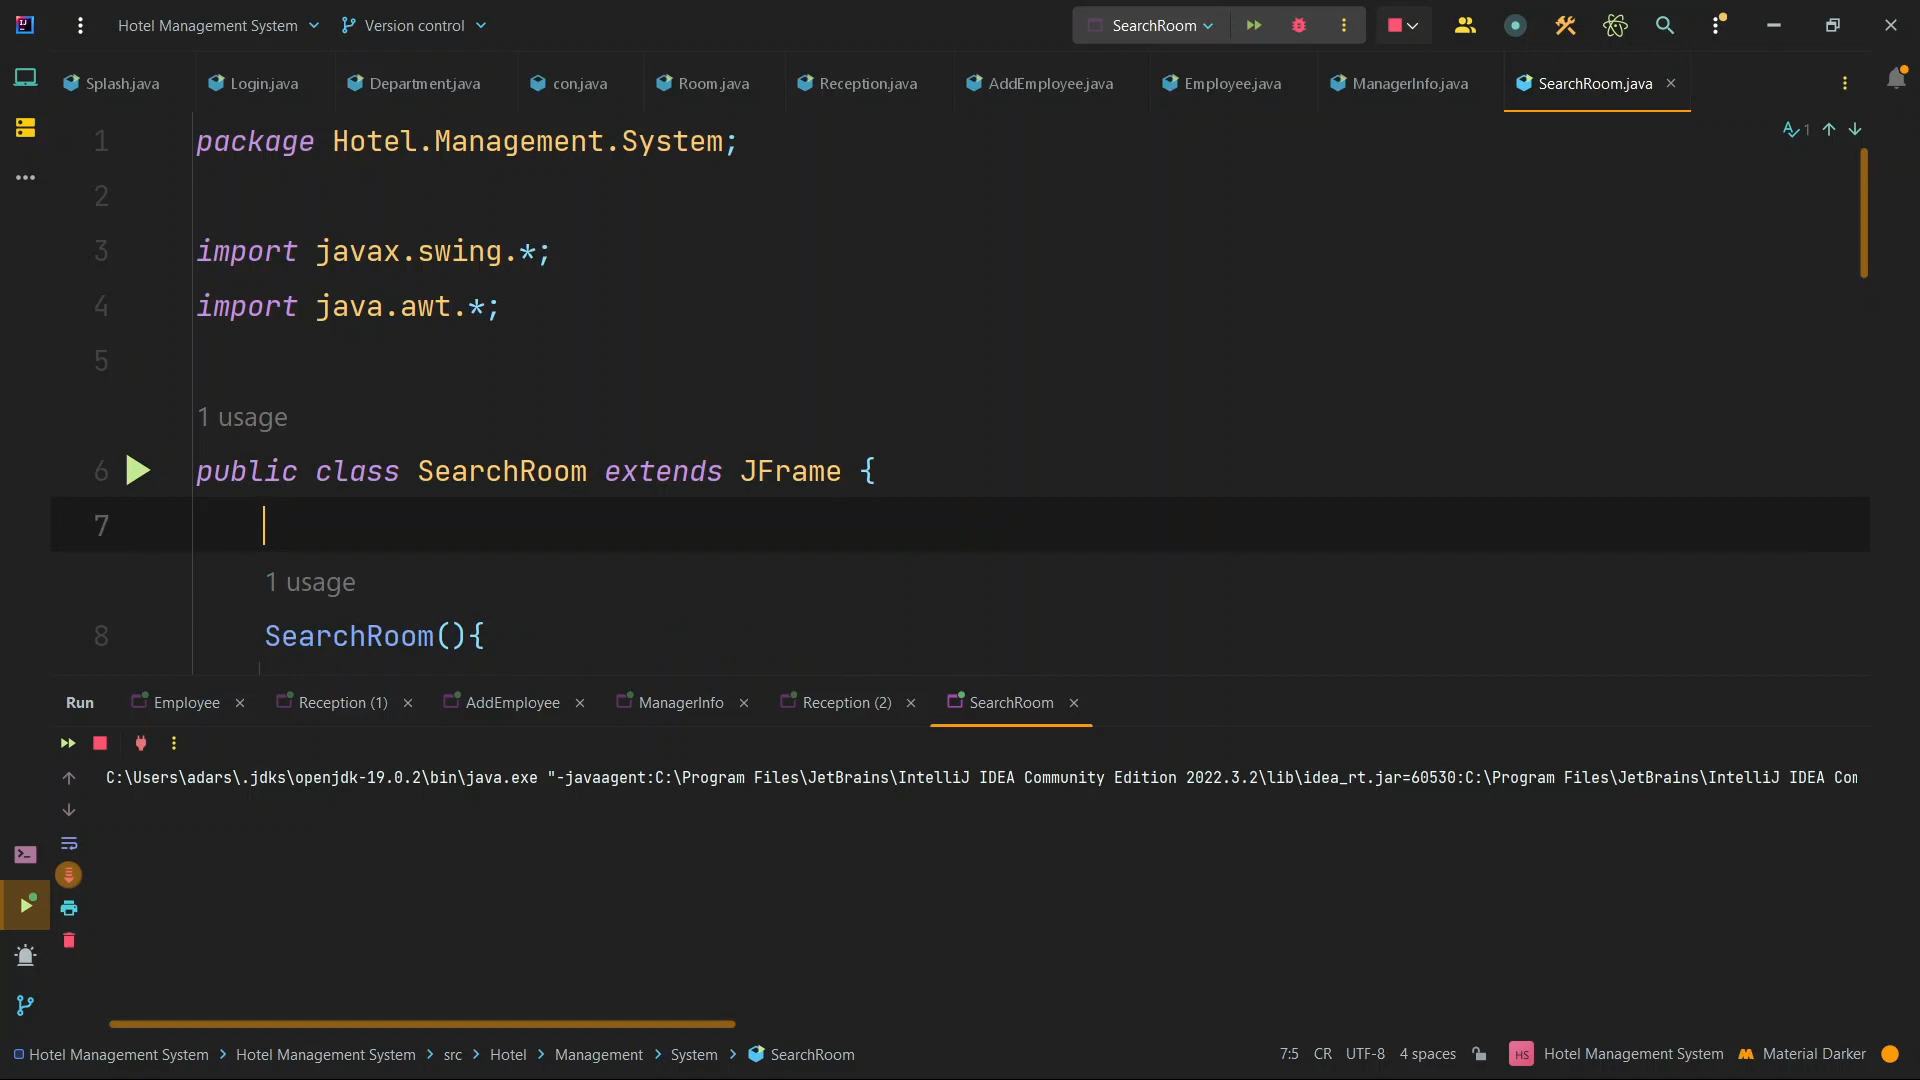 Hotel Management System
Version control
SearchRoom
Splash.java
Login.java
Department.java
con.java
Room.java
Reception.java
AddEmployee.java
Employee.java
ManagerInfo.java
SearchRoom.java
1
1 package Hotel.Management.System;
2
3 import javax.swing.*;
4 import java.awt.*;
5
1 usage
6 public class SearchRoom extends JFrame {
7
1 usage
8 SearchRoom(){
Run
Employee
Reception (1)
AddEmployee
ManagerInfo
Reception (2)
SearchRoom
C:\Users\adars\.jdks\openjdk-19.0.2\bin\java.exe "-javaagent:C:\Program Files\JetBrains\IntelliJ IDEA Community Edition 2022.3.2\lib\idea_rt.jar=60530:C:\Program Files\JetBrains\IntelliJ IDEA Com
Hotel Management System > Hotel Management System > src > Hotel > Management > System > SearchRoom
7:5 CR UTF-8 4 spaces HS Hotel Management System Material Darker